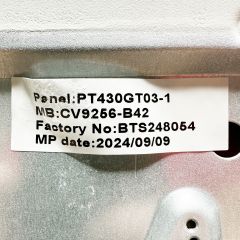 Panel:PT430GT03-1
MB:CV9256-B42
Factory No:BTS248054
MP date:2024/09/09